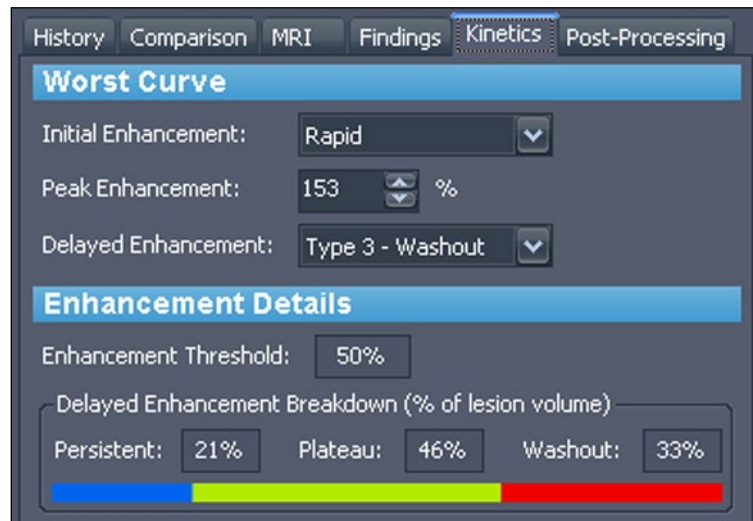 History Comparison MRI Findings Kinetics Post-Processing
Worst Curve
Initial Enhancement: Rapid
Peak Enhancement: 153 %
Delayed Enhancement: Type 3 - Washout
Enhancement Details
Enhancement Threshold: 50%
Delayed Enhancement Breakdown (% of lesion volume)
Persistent: 21% Plateau: 46% Washout: 33%